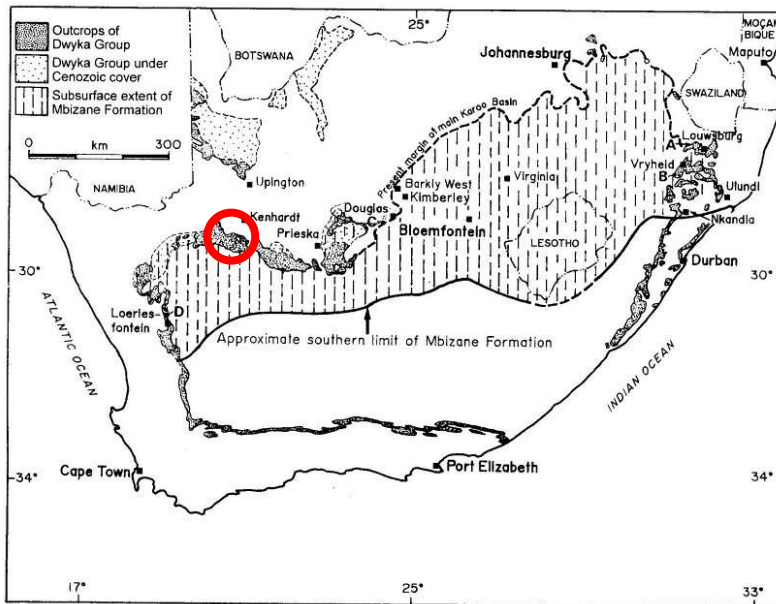 25°
MOÇAM
BIQUE
Maputo
Outcrops of
Dwyka Group
Dwyka Group under
Cenozoic cover
Subsurface extent of
Mbizane Formation
0 km 300
BOTSWANA
Johannesburg
SWAZILAND
NAMIBIA
Upington
Present margin of main Karoo Basin
A
Louwsburg
Vryheid
B
Ulundi
Nkandla
Barkly West
Kimberley
Virginia
Kenhardt
Douglas
C
Prieska
Bloemfontein
LESOTHO
30°
30°
Durban
Loeries-
fontein
D
Approximate southern limit of Mbizane Formation
ATLANTIC OCEAN
INDIAN OCEAN
34°
Cape Town
Port Elizabeth
34°
17°
25°
33°